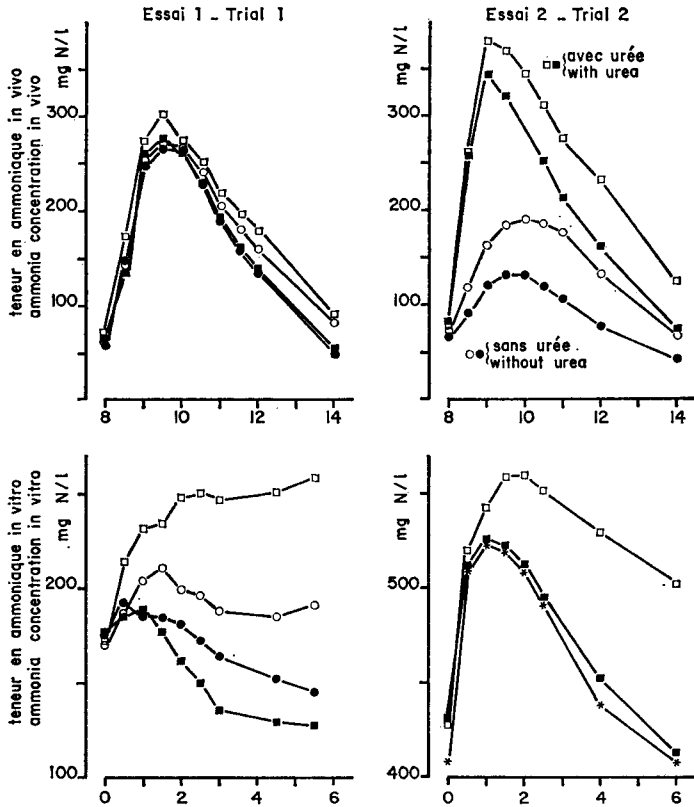 Essai 1 _ Trial 1
Essai 2 _ Trial 2
teneur en ammoniaque in vivo
ammonia concentration in vivo
mg N/l
300
200
100
8
10
12
14
mg N/l
avec urée
with urea
300
200
100
sans urée
without urea
8
10
12
14
teneur en ammoniaque in vitro
ammonia concentration in vitro
mg N/l
200
100
0
2
4
6
mg N/l
500
400
0
2
4
6